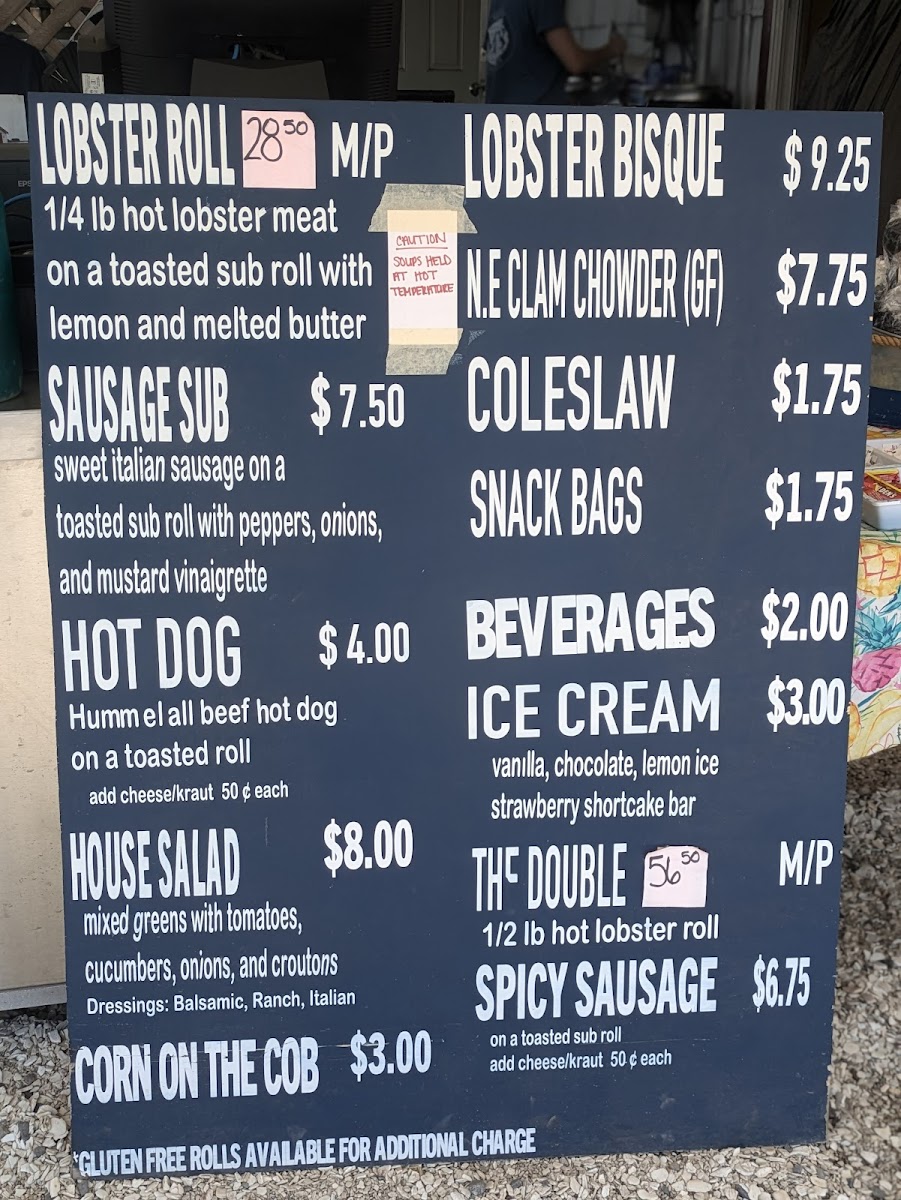 LOBSTER ROLL 28 50 M/P
1/4 lb hot lobster meat
on a toasted sub roll with
lemon and melted butter
CAUTION
SOUPS HELD
AT HOT
TEMPERATURE
SAUSAGE SUB $7.50
sweet italian sausage on a
toasted sub roll with peppers, onions,
and mustard vinaigrette
HOT DOG $4.00
Hummel all beef hot dog
on a toasted roll
add cheese/kraut 50 ¢ each
HOUSE SALAD $8.00
mixed greens with tomatoes,
cucumbers, onions, and croutons
Dressings: Balsamic, Ranch, Italian
CORN ON THE COB $3.00
LOBSTER BISQUE $9.25
N.E CLAM CHOWDER (GF) $7.75
COLESLAW $1.75
SNACK BAGS $1.75
BEVERAGES $2.00
ICE CREAM $3.00
vanilla, chocolate, lemon ice
strawberry shortcake bar
THE DOUBLE 56 50 M/P
1/2 lb hot lobster roll
SPICY SAUSAGE $6.75
on a toasted sub roll
add cheese/kraut 50 ¢ each
*GLUTEN FREE ROLLS AVAILABLE FOR ADDITIONAL CHARGE